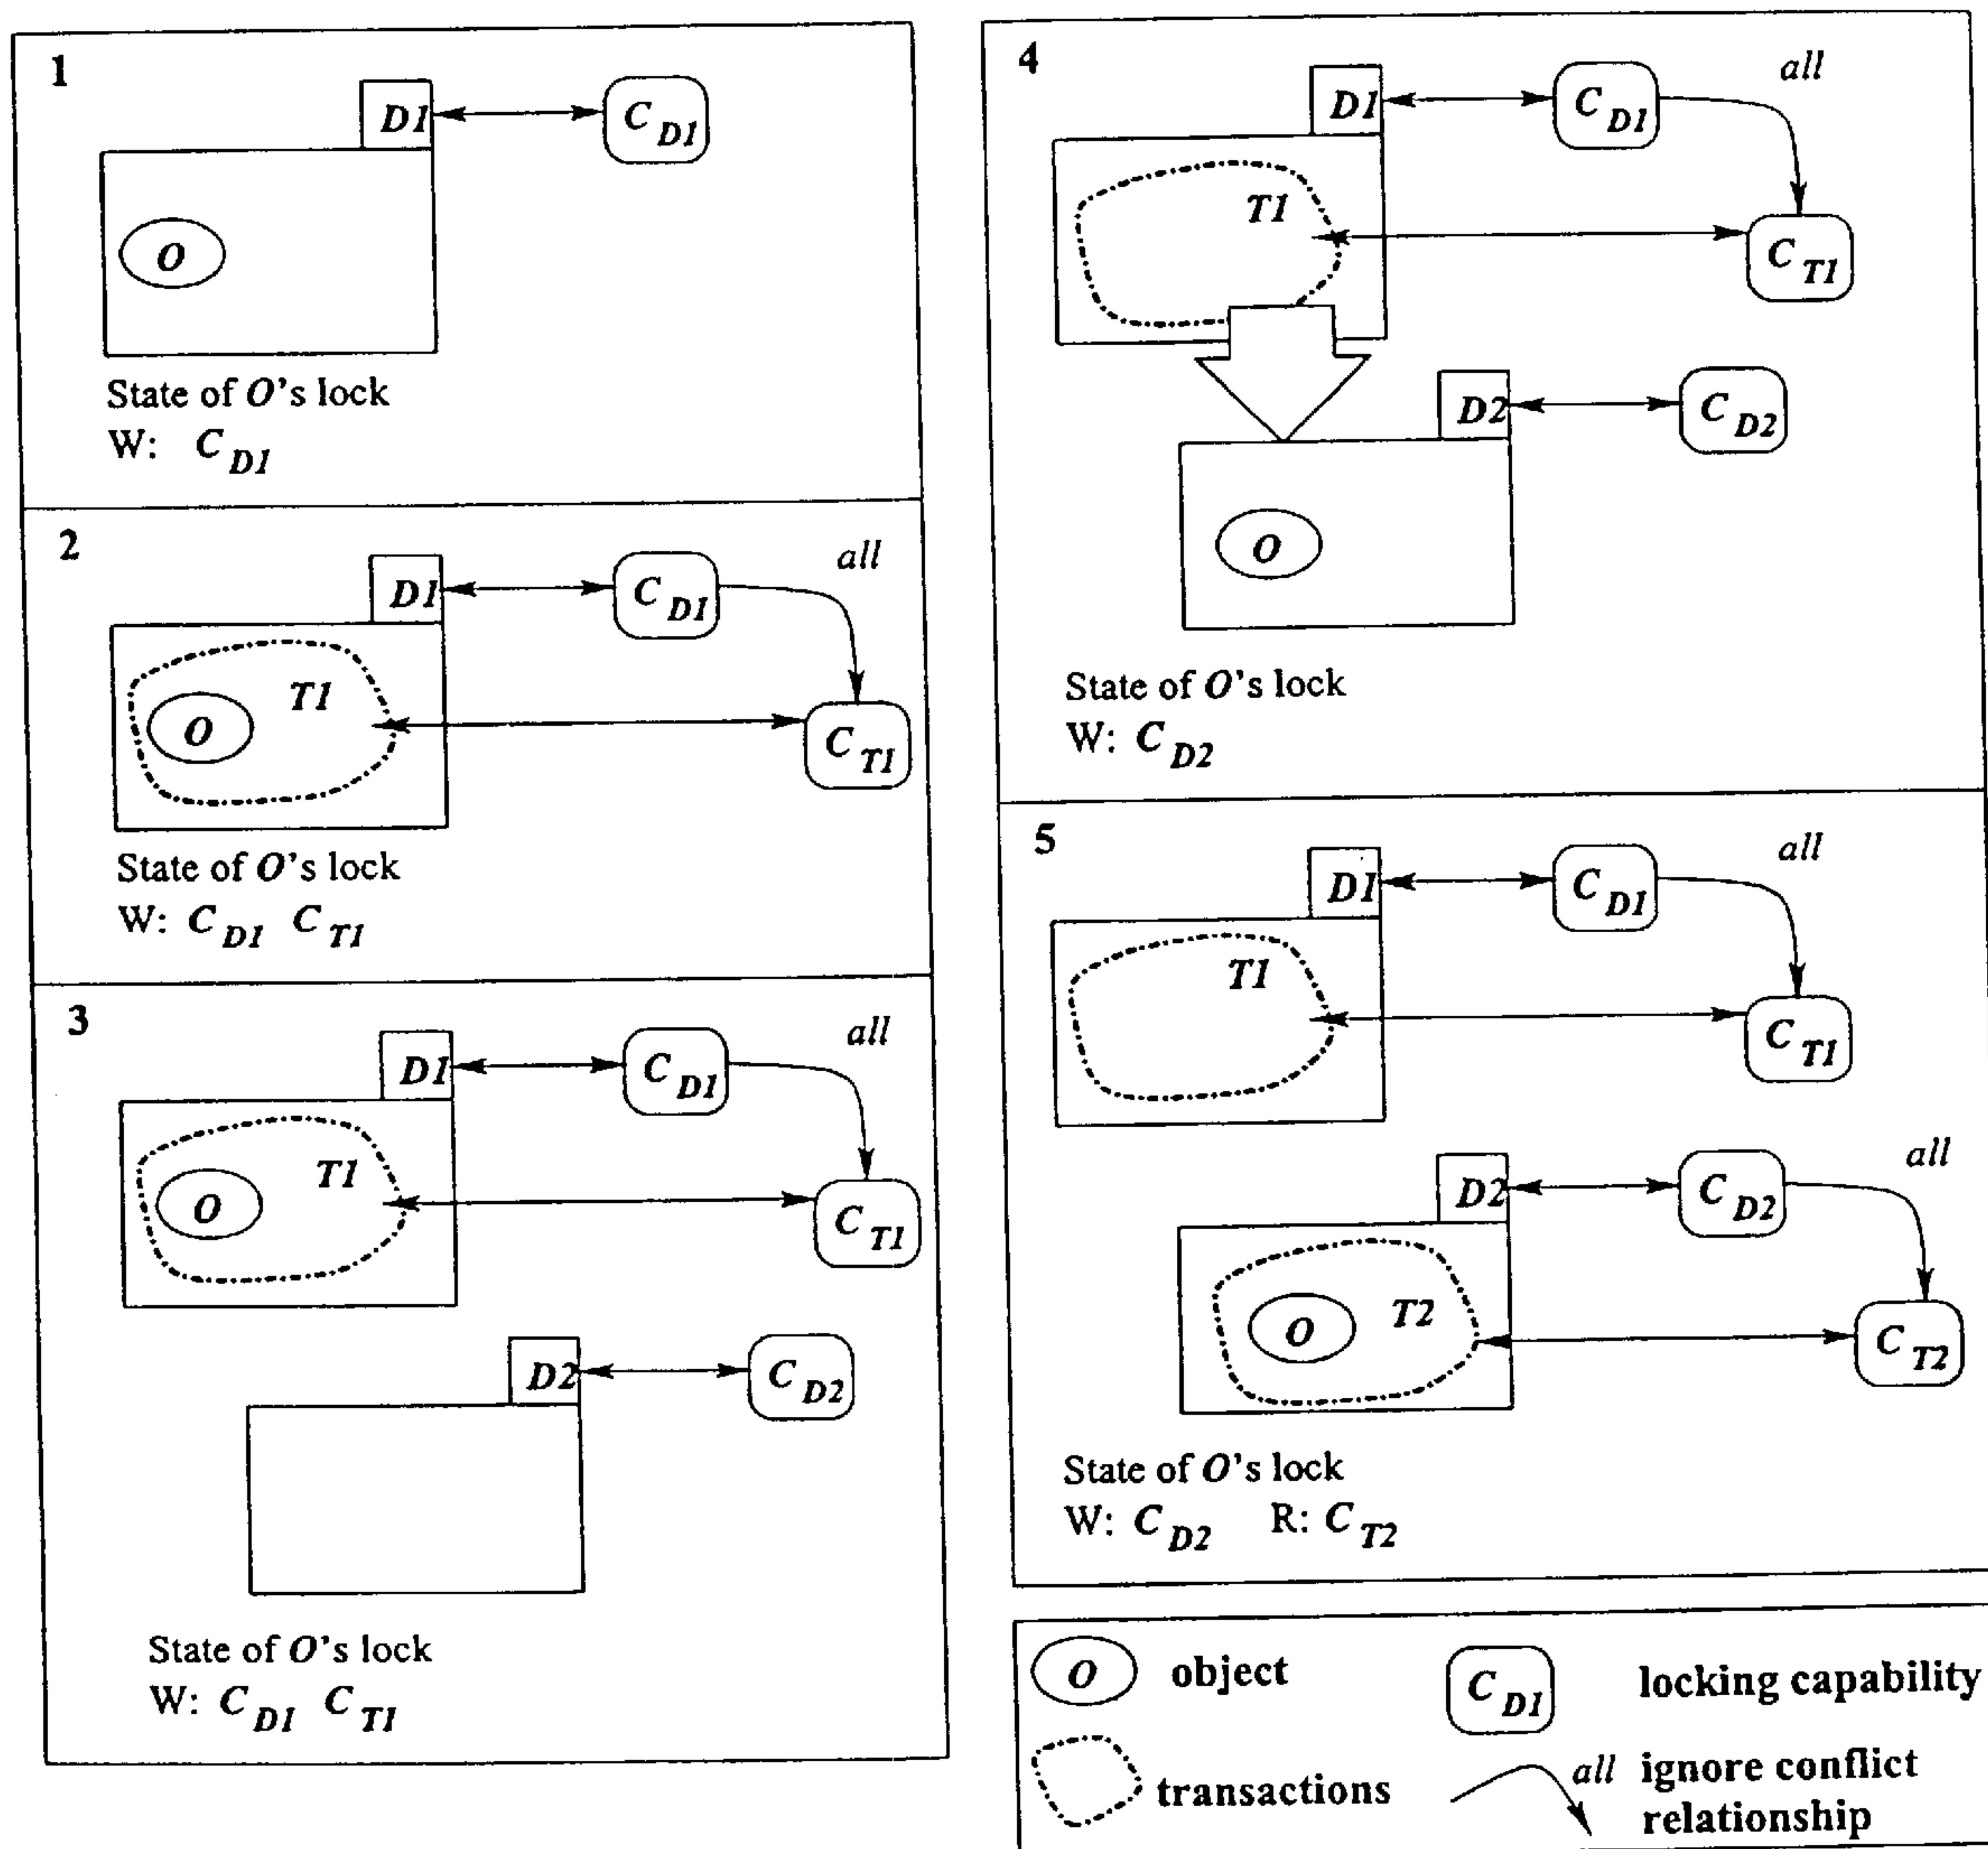 1
D1 C D1
O
State of O's lock
W: C D1
2
all
D1 C D1
T1
O
C T1
State of O's lock
W: C D1 C T1
3
all
D1 C D1
T1
O
C T1
D2 C D2
State of O's lock
W: C D1 C T1
4
all
D1 C D1
T1
C T1
D2 C D2
O
State of O's lock
W: C D2
5
all
D1 C D1
T1
C T1
all
D2 C D2
T2
O
C T2
State of O's lock
W: C D2 R: C T2
O object
C D1 locking capability
transactions
all ignore conflict
relationship